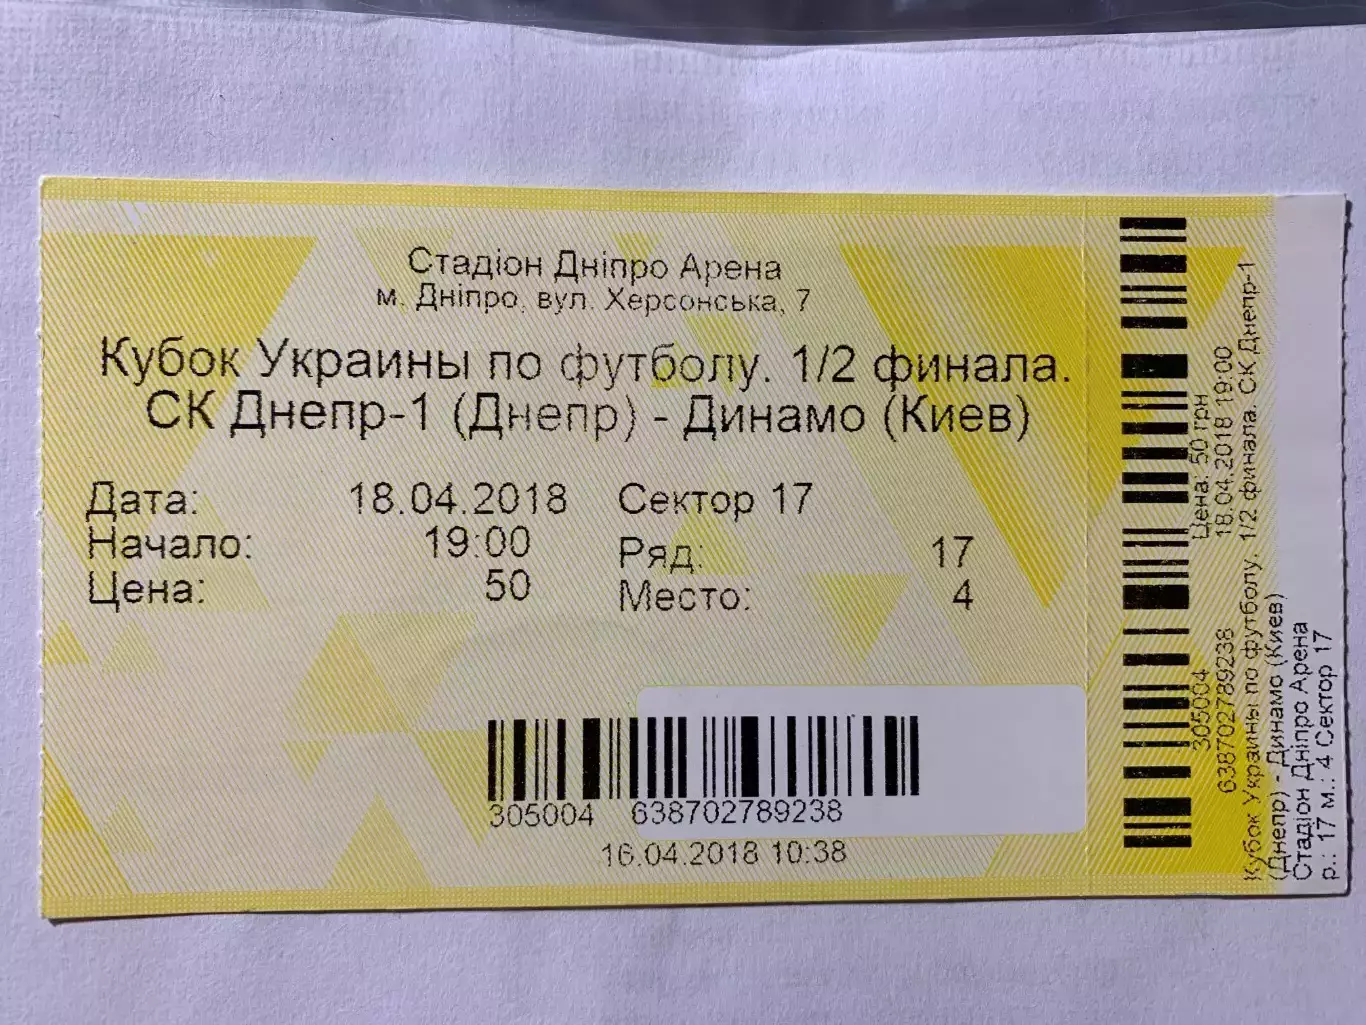 Стадіон Дніпро Арена
м. Дніпро, вул. Херсонська, 7
Кубок Украины по футболу. 1/2 финала.
СК Днепр-1 (Днепр) - Динамо (Киев)
Дата: 18.04.2018 Сектор 17
Начало: 19:00 Ряд: 17
Цена: 50 Место: 4
305004 638702789238
16.04.2018 10:38
305004 Цена. 50 грн
638702789238 18.04.2018 19:00
Кубок Украины по футболу. 1/2 финала. СК Днепр-1
(Днепр) - Динамо (Киев)
Стадіон Дніпро Арена
р.: 17 м.: 4 Сектор 17